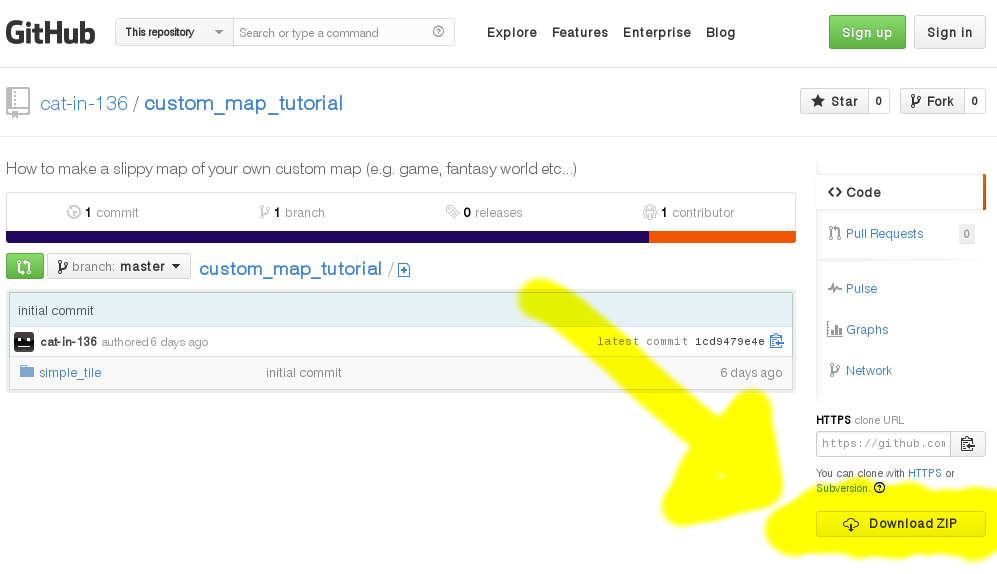 GitHub This repository Search or type a command Explore Features Enterprise Blog Sign up Sign in
cat-in-136 / custom_map_tutorial Star 0 Fork 0
How to make a slippy map of your own custom map (e.g. game, fantasy world etc...)
1 commit 1 branch 0 releases 1 contributor
branch: master custom_map_tutorial /
initial commit
cat-in-136 authored 6 days ago latest commit 1cd9479e4e
simple_tile initial commit 6 days ago
Code
Pull Requests 0
Pulse
Graphs
Network
HTTPS clone URL
https://github.com
You can clone with HTTPS or
Subversion.
Download ZIP